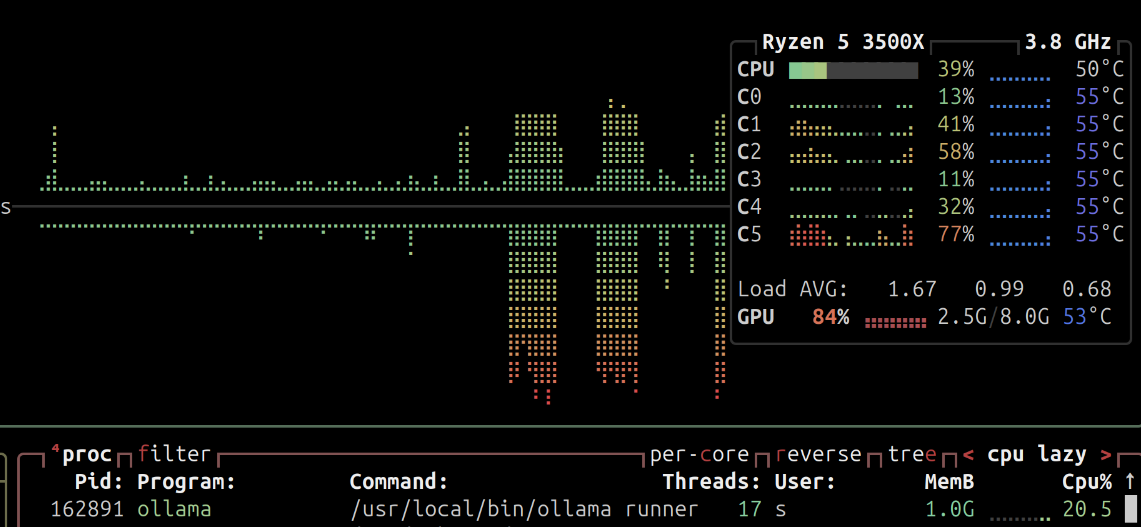 Ryzen 5 3500X 3.8 GHz
CPU 39% 50°C
C0 13% 55°C
C1 41% 55°C
C2 58% 55°C
C3 11% 55°C
s
C4 32% 55°C
C5 77% 55°C
Load AVG: 1.67 0.99 0.68
GPU 84% 2.5G/8.0G 53°C
⁴proc filter per-core reverse tree < cpu lazy >
Pid: Program: Command: Threads: User: MemB Cpu% ↑
162891 ollama /usr/local/bin/ollama runner 17 s 1.0G 20.5